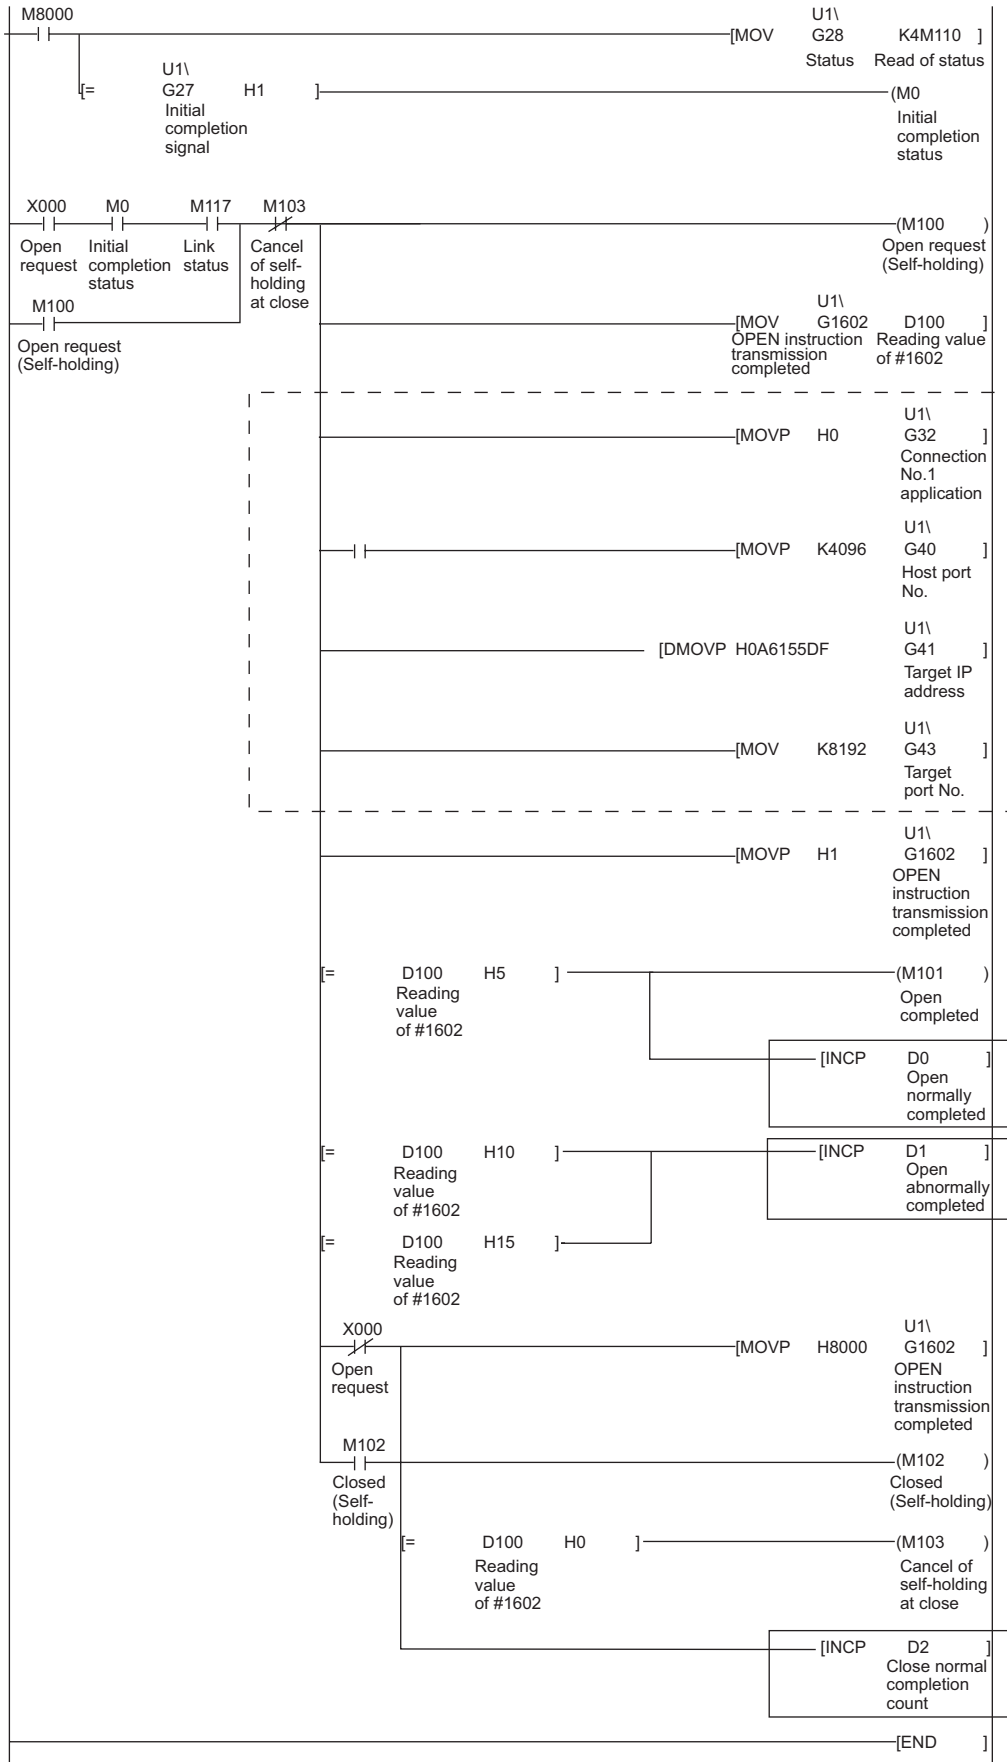 M8000
U1\
[MOV G28 K4M110 ]
Status Read of status
U1\
[= G27 H1 ] (M0
Initial
completion
signal
Initial
completion
status
X000 M0 M117 M103
(M100 )
Open
request
Initial
completion
status
Link
status
Cancel
of self-
holding
at close
Open request
(Self-holding)
M100
Open request
(Self-holding)
U1\
[MOV G1602 D100 ]
OPEN instruction
transmission
completed
Reading value
of #1602
U1\
[MOVP H0 G32 ]
Connection
No.1
application
U1\
[MOVP K4096 G40 ]
Host port
No.
U1\
[DMOVP H0A6155DF G41 ]
Target IP
address
U1\
[MOV K8192 G43 ]
Target
port No.
U1\
[MOVP H1 G1602 ]
OPEN
instruction
transmission
completed
[= D100 H5 ] (M101 )
Reading
value
of #1602
Open
completed
[INCP D0 ]
Open
normally
completed
[= D100 H10 ] [INCP D1 ]
Reading
value
of #1602
Open
abnormally
completed
[= D100 H15 ]
Reading
value
of #1602
X000
Open
request
U1\
[MOVP H8000 G1602 ]
OPEN
instruction
transmission
completed
M102
(M102 )
Closed
(Self-
holding)
Closed
(Self-holding)
[= D100 H0 ] (M103 )
Reading
value
of #1602
Cancel of
self-holding
at close
[INCP D2 ]
Close normal
completion
count
[END ]